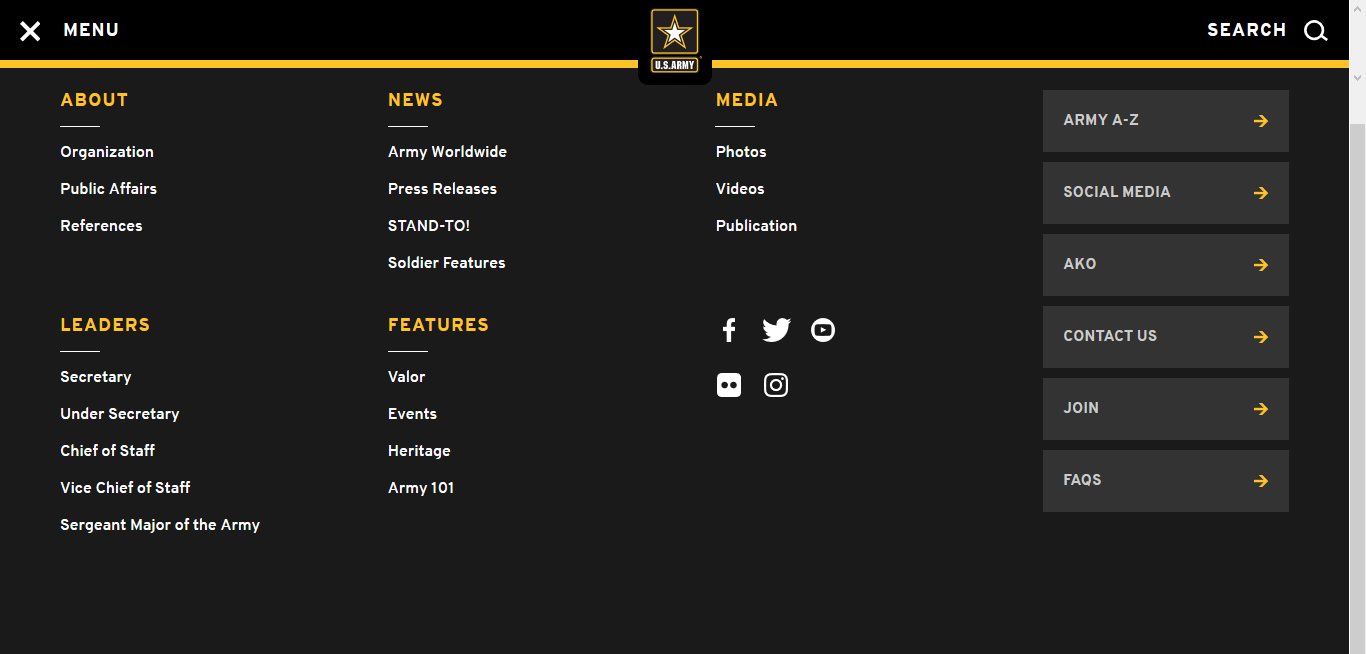 MENU
U.S.ARMY
SEARCH
ABOUT
Organization
Public Affairs
References
NEWS
Army Worldwide
Press Releases
STAND-TO!
Soldier Features
MEDIA
Photos
Videos
Publication
LEADERS
Secretary
Under Secretary
Chief of Staff
Vice Chief of Staff
Sergeant Major of the Army
FEATURES
Valor
Events
Heritage
Army 101
ARMY A-Z
SOCIAL MEDIA
AKO
CONTACT US
JOIN
FAQS